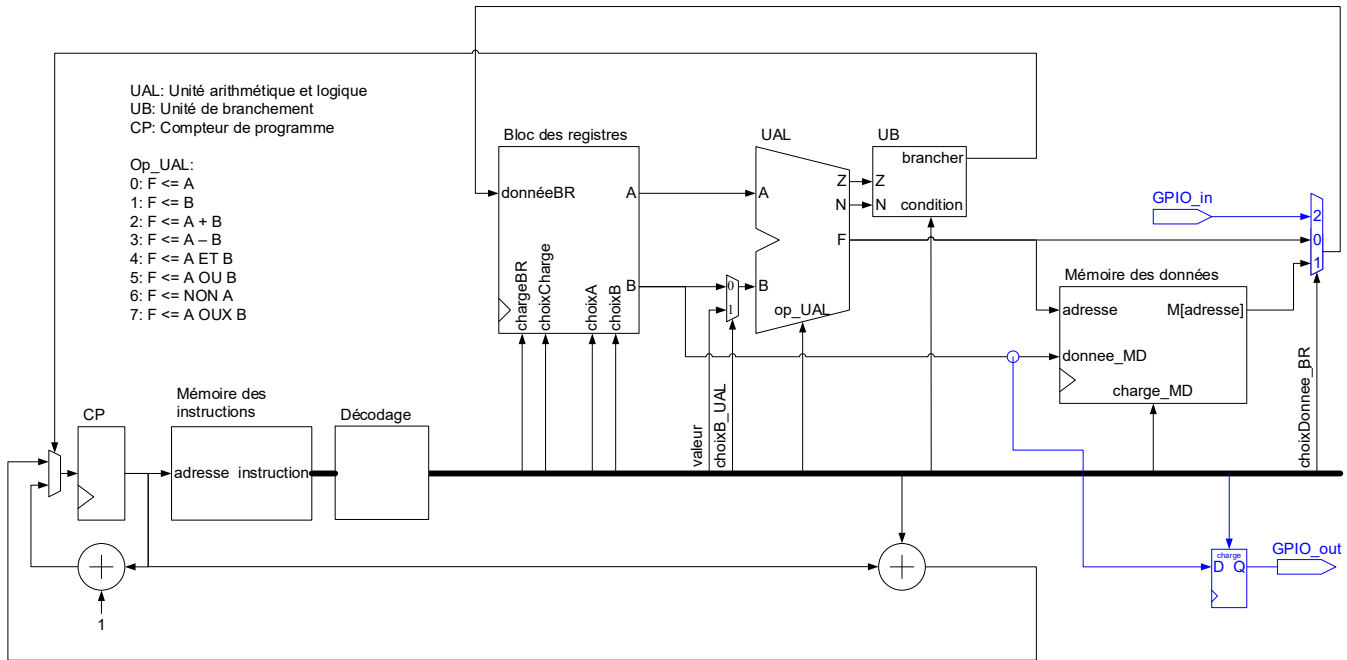 UAL: Unité arithmétique et logique
UB: Unité de branchement
CP: Compteur de programme
Op_UAL:
0: F <= A
1: F <= B
2: F <= A + B
3: F <= A – B
4: F <= A ET B
5: F <= A OU B
6: F <= NON A
7: F <= A OUX B
Bloc des registres
donnéeBR
A
B
chargeBR
choixCharge
choixA
choixB
0
1
valeur
choixB_UAL
UAL
A
B
Z
N
F
op_UAL
UB
brancher
Z
N
condition
GPIO_in
2
0
1
choixDonnee_BR
Mémoire des données
adresse
M[adresse]
donnee_MD
charge_MD
CP
Mémoire des
instructions
adresse instruction
Décodage
1
charge
D Q
GPIO_out